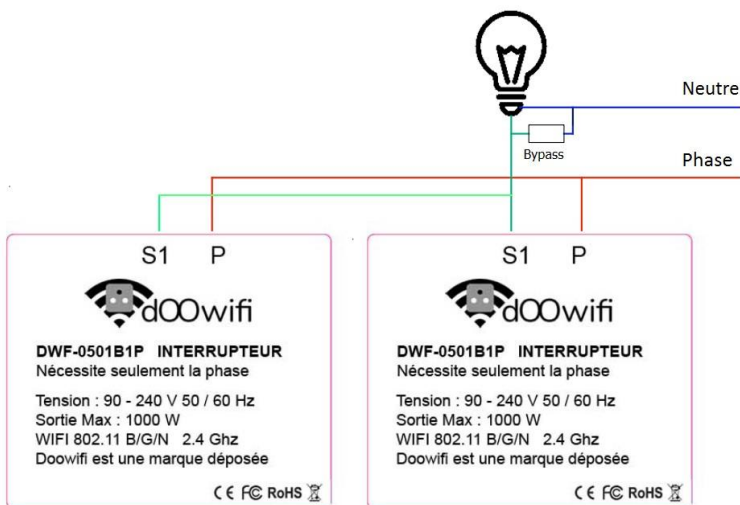 Neutre
Bypass
Phase
S1 P
dOOwifi
DWF-0501B1P INTERRUPTEUR
Nécessite seulement la phase
Tension : 90 - 240 V 50 / 60 Hz
Sortie Max : 1000 W
WIFI 802.11 B/G/N 2.4 Ghz
Doowifi est une marque déposée
CE FC RoHS
S1 P
dOOwifi
DWF-0501B1P INTERRUPTEUR
Nécessite seulement la phase
Tension : 90 - 240 V 50 / 60 Hz
Sortie Max : 1000 W
WIFI 802.11 B/G/N 2.4 Ghz
Doowifi est une marque déposée
CE FC RoHS